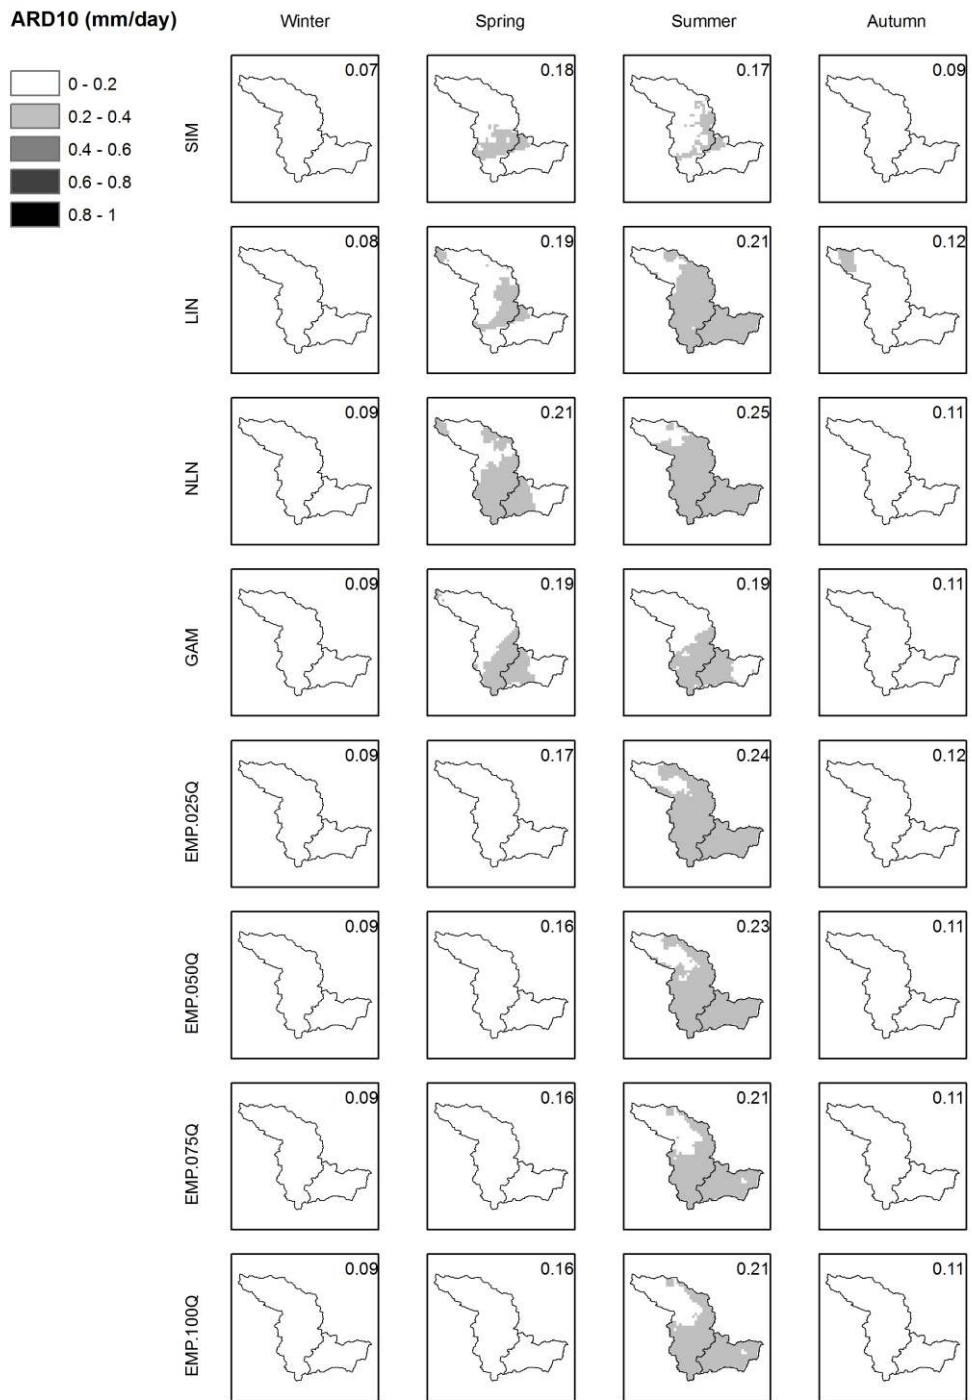 ARD10 (mm/day) Winter Spring Summer Autumn
0 - 0.2
0.2 - 0.4
0.4 - 0.6
0.6 - 0.8
0.8 - 1
SIM 0.07 0.18 0.17 0.09
LIN 0.08 0.19 0.21 0.12
NLN 0.09 0.21 0.25 0.11
GAM 0.09 0.19 0.19 0.11
EMP.025Q 0.09 0.17 0.24 0.12
EMP.050Q 0.09 0.16 0.23 0.11
EMP.075Q 0.09 0.16 0.21 0.11
EMP.100Q 0.09 0.16 0.21 0.11